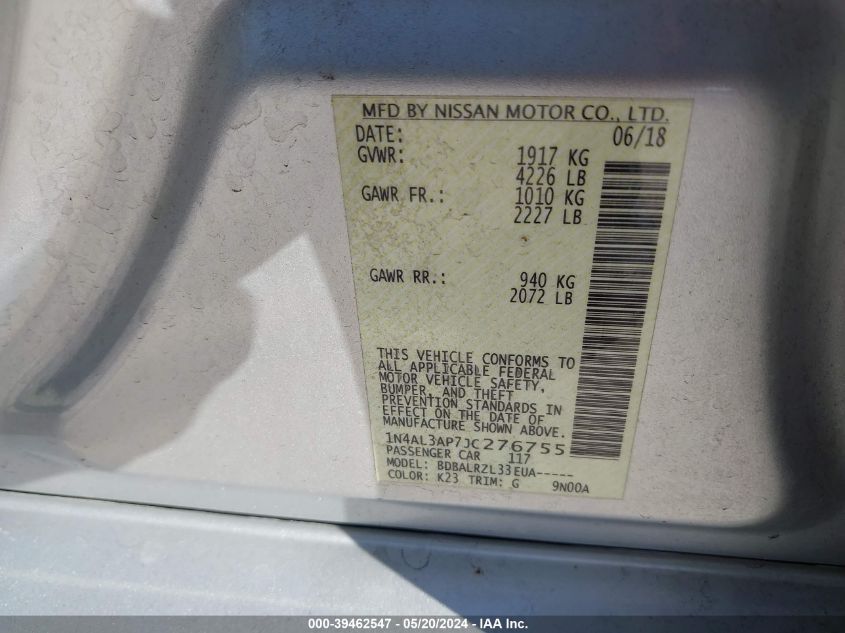 MFD BY NISSAN MOTOR CO., LTD.
DATE: 06/18
GVWR: 1917 KG
4226 LB
GAWR FR.: 1010 KG
2227 LB
GAWR RR.: 940 KG
2072 LB
THIS VEHICLE CONFORMS TO
ALL APPLICABLE FEDERAL
MOTOR VEHICLE SAFETY,
BUMPER, AND THEFT
PREVENTION STANDARDS IN
EFFECT ON THE DATE OF
MANUFACTURE SHOWN ABOVE.
1N4AL3AP7JC276755
PASSENGER CAR 117
MODEL: BDBALRZL33EUA-----
COLOR: K23 TRIM: G 9N00A
000-39462547 - 05/20/2024 - IAA, Inc.